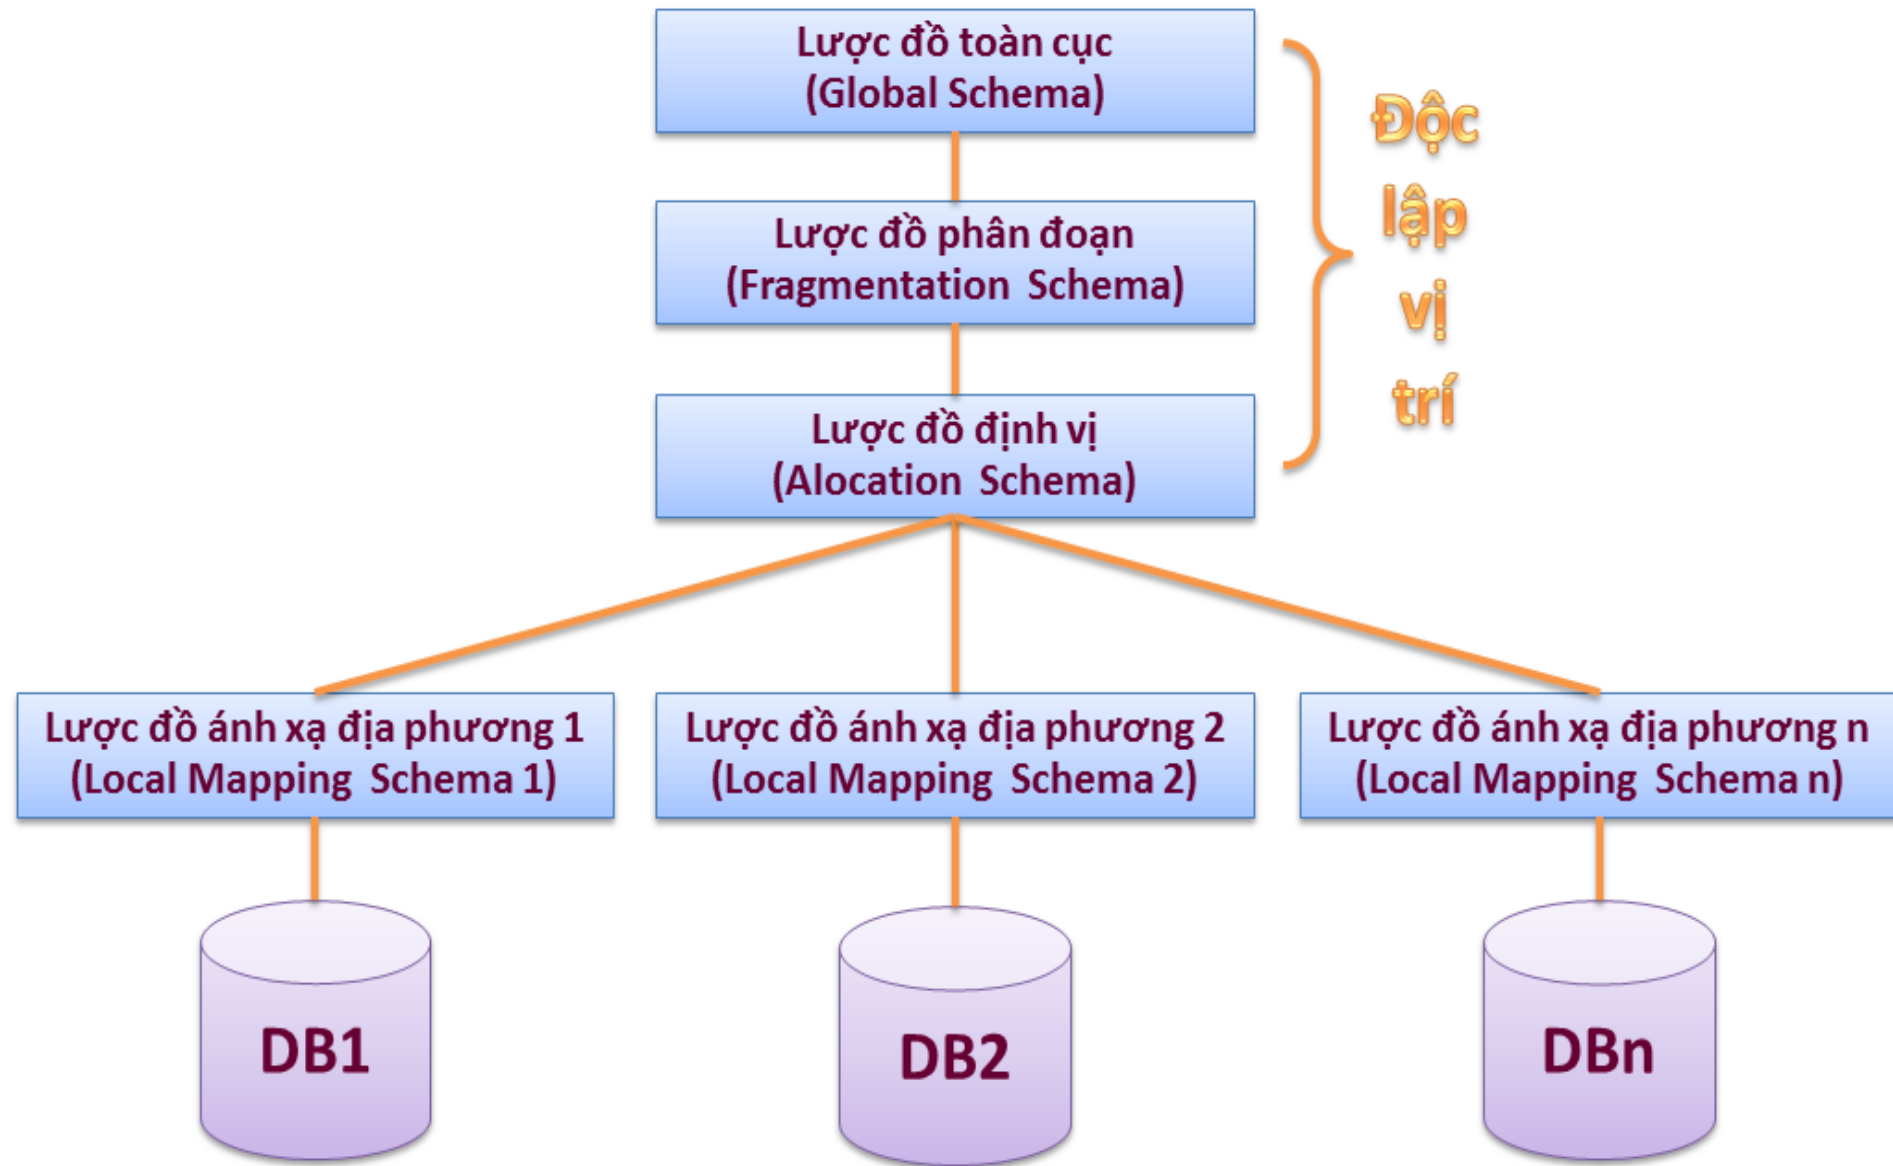 Lược đồ toàn cục
(Global Schema)
Lược đồ phân đoạn
(Fragmentation Schema)
Lược đồ định vị
(Alocation Schema)
Độc
lập
vị
trí
Lược đồ ánh xạ địa phương 1
(Local Mapping Schema 1)
Lược đồ ánh xạ địa phương 2
(Local Mapping Schema 2)
Lược đồ ánh xạ địa phương n
(Local Mapping Schema n)
DB1
DB2
DBn